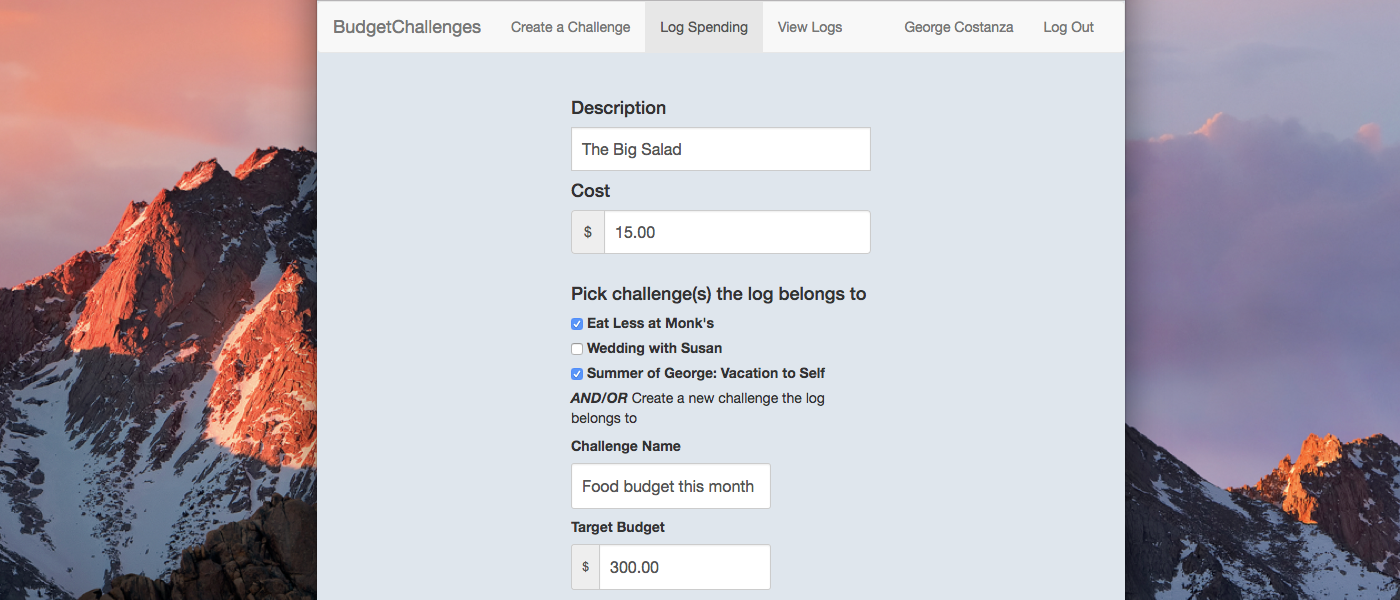 BudgetChallenges Create a Challenge Log Spending View Logs George Costanza Log Out
Description
The Big Salad
Cost
$ 15.00
Pick challenge(s) the log belongs to
Eat Less at Monk's
Wedding with Susan
Summer of George: Vacation to Self
AND/OR Create a new challenge the log
belongs to
Challenge Name
Food budget this month
Target Budget
$ 300.00